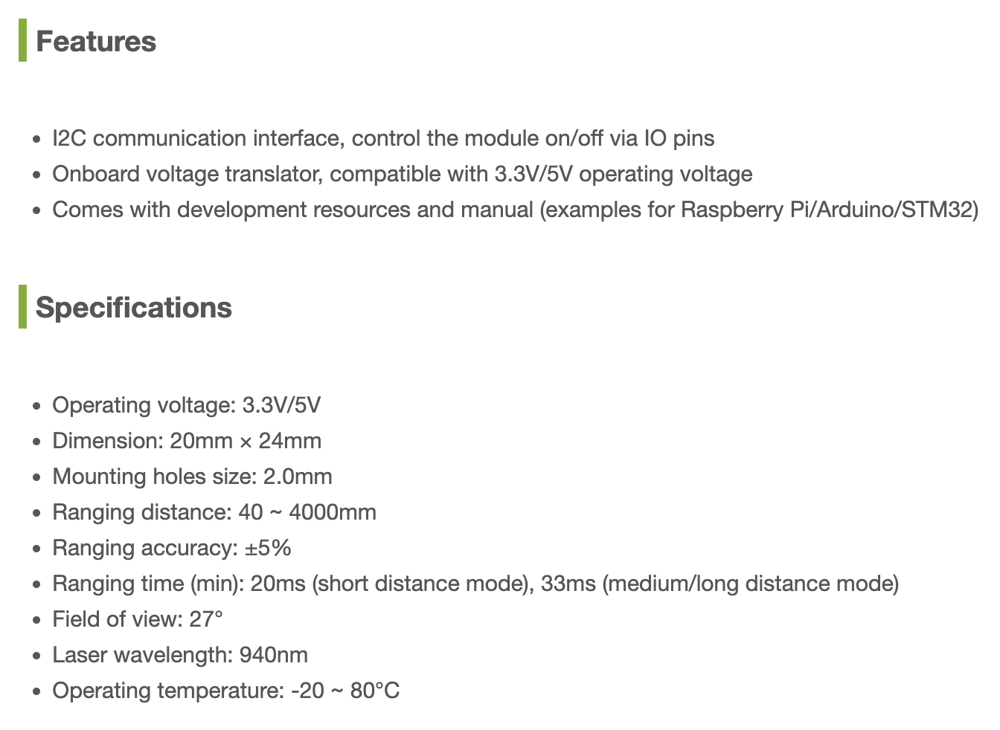 Features
• I2C communication interface, control the module on/off via IO pins
• Onboard voltage translator, compatible with 3.3V/5V operating voltage
• Comes with development resources and manual (examples for Raspberry Pi/Arduino/STM32)
Specifications
• Operating voltage: 3.3V/5V
• Dimension: 20mm × 24mm
• Mounting holes size: 2.0mm
• Ranging distance: 40 ~ 4000mm
• Ranging accuracy: ±5%
• Ranging time (min): 20ms (short distance mode), 33ms (medium/long distance mode)
• Field of view: 27°
• Laser wavelength: 940nm
• Operating temperature: -20 ~ 80°C